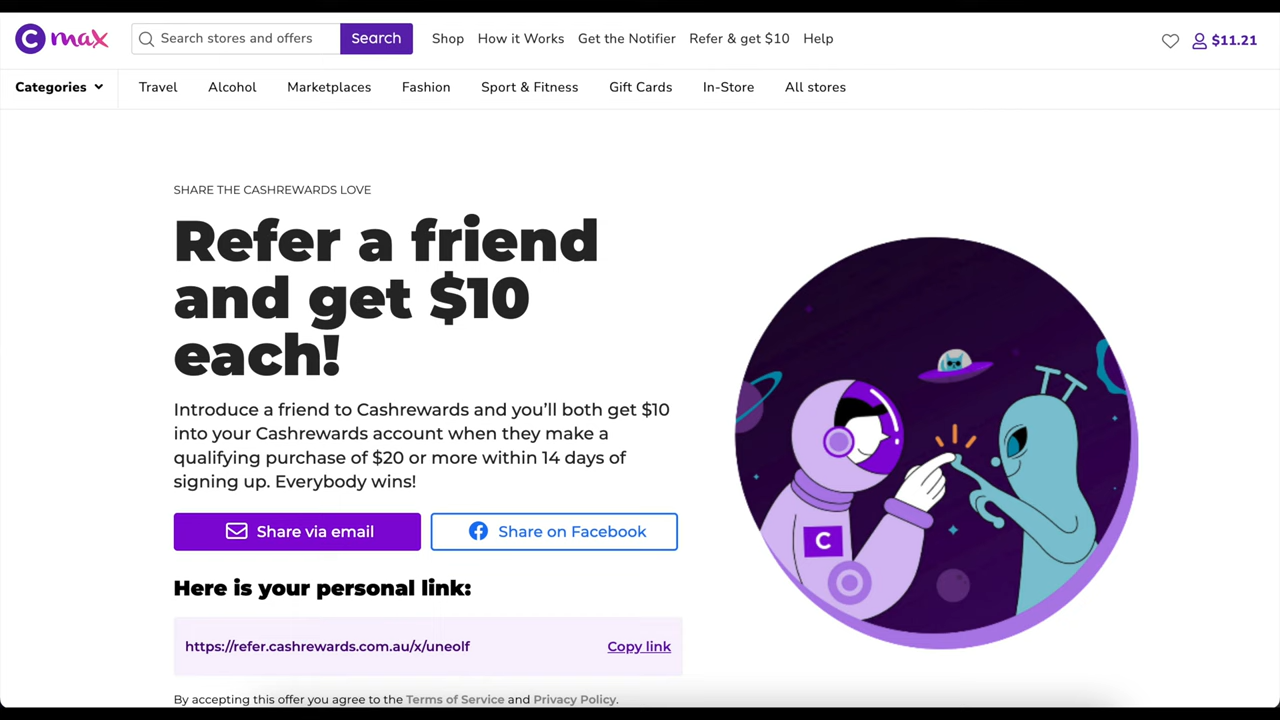 C max
Search stores and offers
Search
Shop
How it Works
Get the Notifier
Refer & get $10
Help
$11.21
Categories
Travel
Alcohol
Marketplaces
Fashion
Sport & Fitness
Gift Cards
In-Store
All stores
SHARE THE CASHREWARDS LOVE
Refer a friend
and get $10
each!
Introduce a friend to Cashrewards and you’ll both get $10
into your Cashrewards account when they make a
qualifying purchase of $20 or more within 14 days of
signing up. Everybody wins!
Share via email
Share on Facebook
Here is your personal link:
https://refer.cashrewards.com.au/x/uneolf
Copy link
By accepting this offer you agree to the Terms of Service and Privacy Policy.
C